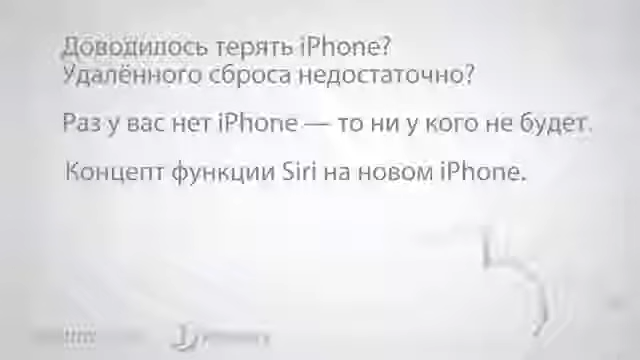 Доводилось терять iPhone?
Удалённого сброса недостаточно?
Раз у вас нет iPhone — то ни у кого не будет.
Концепт функции Siri на новом iPhone.